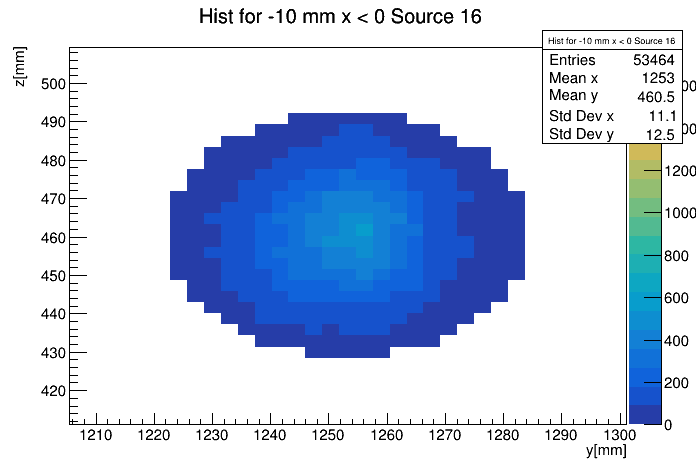 Hist for -10 mm x < 0 Source 16
Hist for -10 mm x < 0 Source 16
Entries 53464
Mean x 1253
Mean y 460.5
Std Dev x 11.1
Std Dev y 12.5
z[mm]
500
490
480
470
460
450
440
430
420
1210 1220 1230 1240 1250 1260 1270 1280 1290 1300
y[mm]
1200
1000
800
600
400
200
0